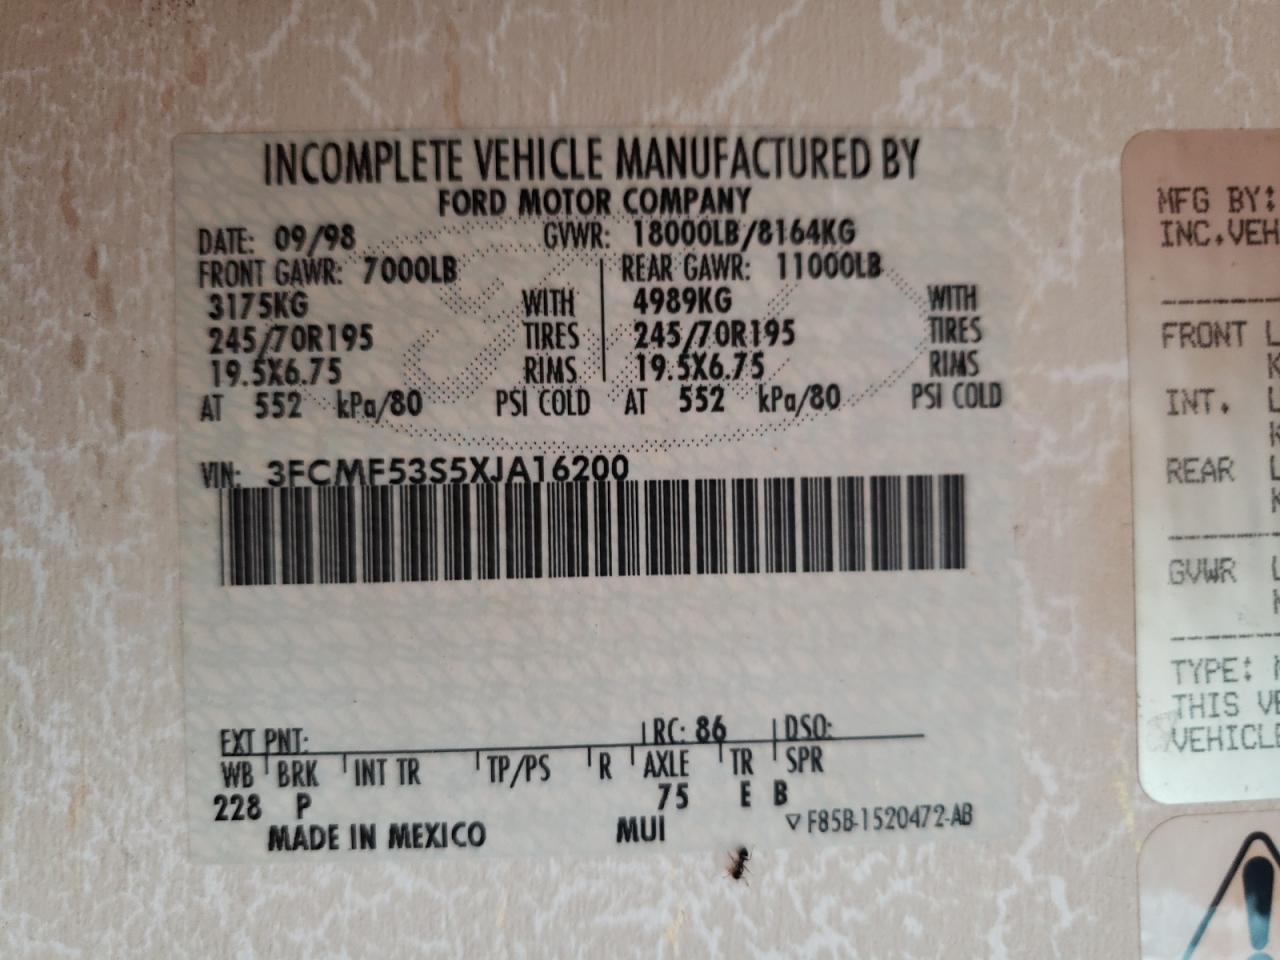 INCOMPLETE VEHICLE MANUFACTURED BY
FORD MOTOR COMPANY
DATE: 09/98 GVWR: 18000LB/8164KG
FRONT GAWR: 7000LB REAR GAWR: 11000LB
3175KG WITH 4989KG WITH
245/70R195 TIRES 245/70R195 TIRES
19.5X6.75 RIMS 19.5X6.75 RIMS
AT 552 kPa/80 PSI COLD AT 552 kPa/80 PSI COLD
VIN: 3FCMF53S5XJA16200
EXT PNT: RC: 86 DSO:
WB BRK INT TR TP/PS R AXLE TR SPR
228 P 75 E B
MADE IN MEXICO MUI F85B-1520472-AB
MFG BY:
INC.VEH
FRONT
INT.
REAR
GVWR
TYPE:
THIS
VEHICLE